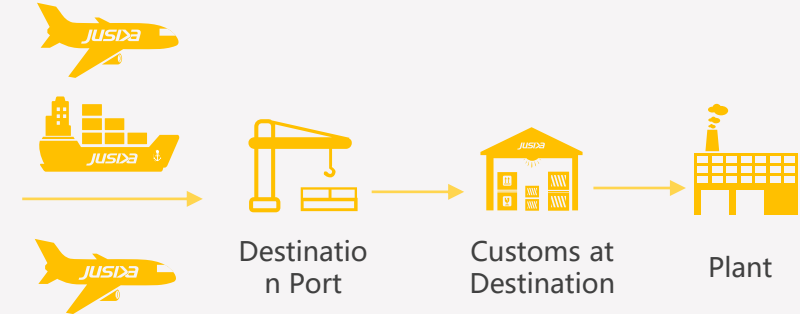 JUSDA
JUSDA
JUSDA
JUSDA
Destinatio
n Port
Customs at
Destination
Plant